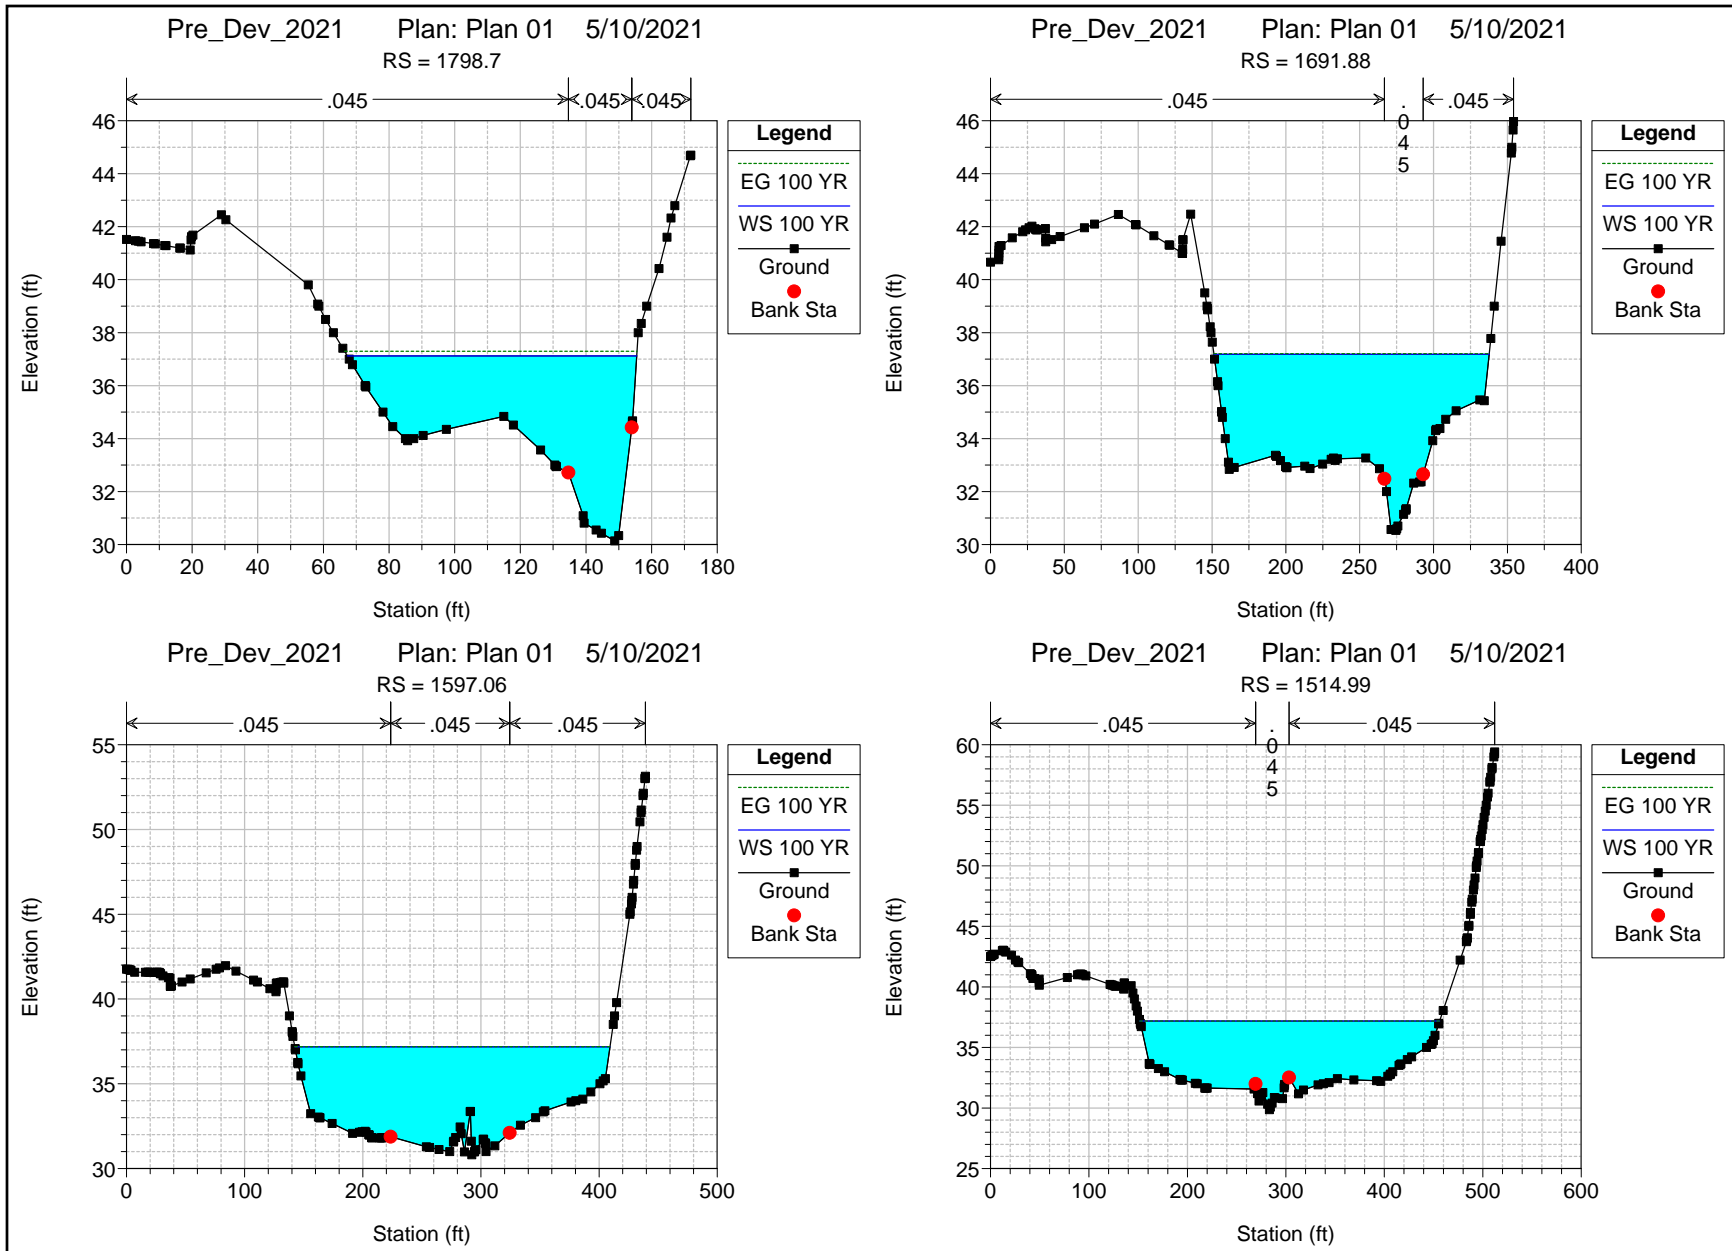 Pre_Dev_2021 Plan: Plan 01 5/10/2021
RS = 1798.7
.045 .045 .045
46
44
42
40
38
36
34
32
30
Elevation (ft)
0 20 40 60 80 100 120 140 160 180
Station (ft)
Legend
EG 100 YR
WS 100 YR
Ground
Bank Sta
Pre_Dev_2021 Plan: Plan 01 5/10/2021
RS = 1691.88
.045 .045 .045
46
44
42
40
38
36
34
32
30
Elevation (ft)
0 50 100 150 200 250 300 350 400
Station (ft)
Legend
EG 100 YR
WS 100 YR
Ground
Bank Sta
Pre_Dev_2021 Plan: Plan 01 5/10/2021
RS = 1597.06
.045 .045 .045
55
50
45
40
35
30
Elevation (ft)
0 100 200 300 400 500
Station (ft)
Legend
EG 100 YR
WS 100 YR
Ground
Bank Sta
Pre_Dev_2021 Plan: Plan 01 5/10/2021
RS = 1514.99
.045 .045 .045
60
55
50
45
40
35
30
25
Elevation (ft)
0 100 200 300 400 500 600
Station (ft)
Legend
EG 100 YR
WS 100 YR
Ground
Bank Sta